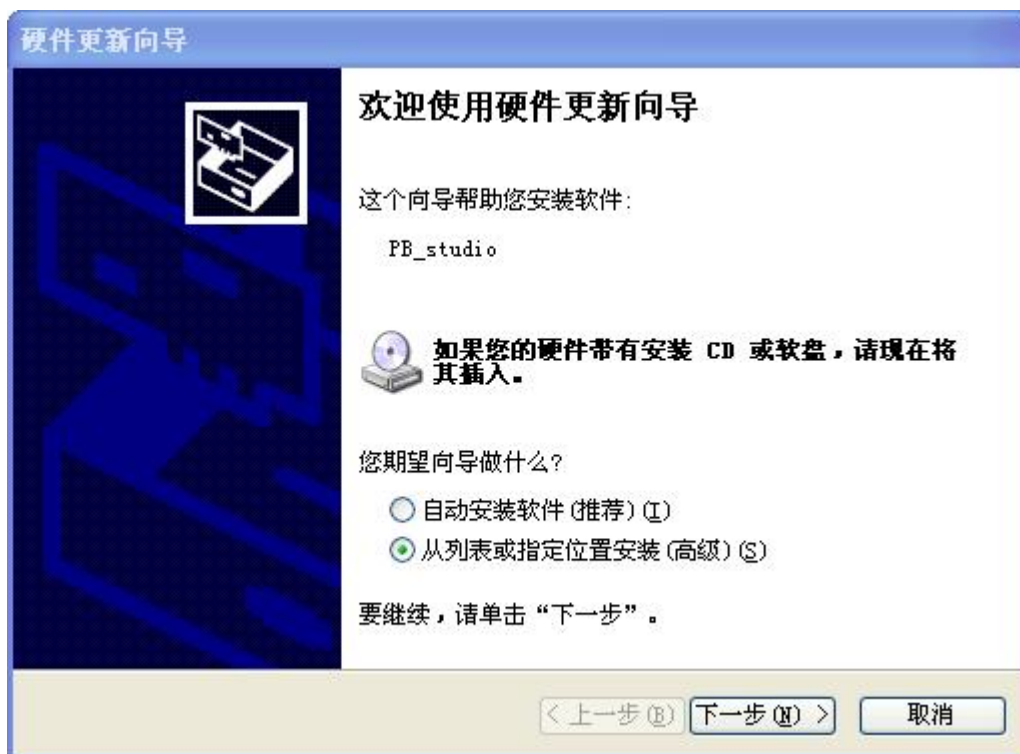 硬件更新向导
欢迎使用硬件更新向导
这个向导帮助您安装软件:
PB_studio
如果您的硬件带有安装 CD 或软盘，请现在将
其插入。
您期望向导做什么?
自动安装软件(推荐)(I)
从列表或指定位置安装(高级)(S)
要继续，请单击“下一步”。
< 上一步(B) 下一步(N) > 取消